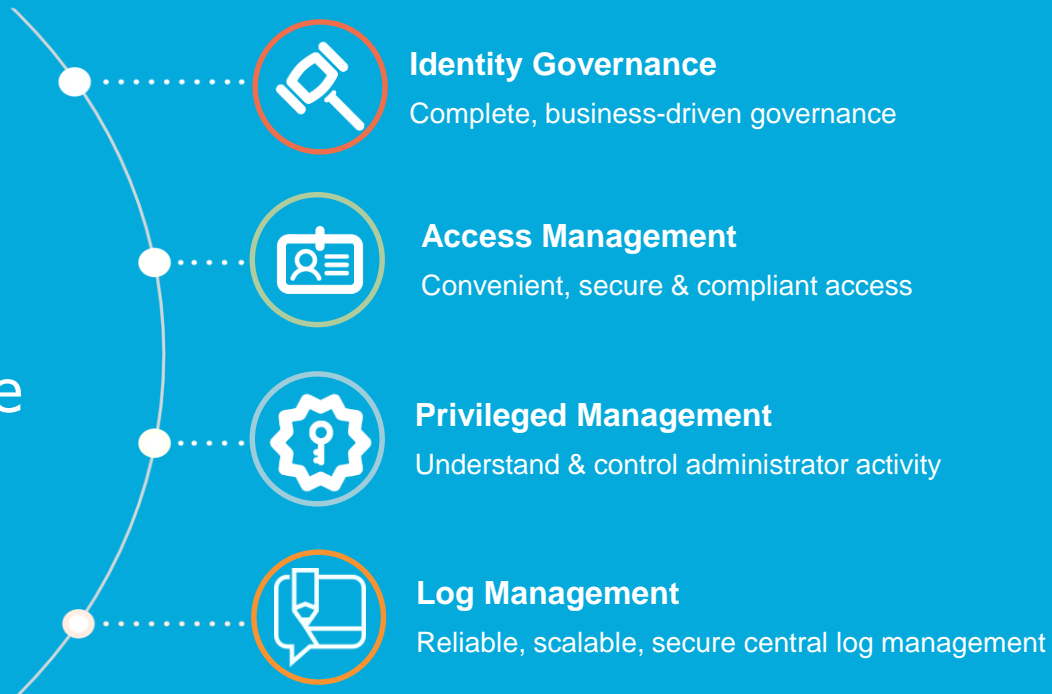 Identity Governance
Complete, business-driven governance
Access Management
Convenient, secure & compliant access
e
Privileged Management
Understand & control administrator activity
Log Management
Reliable, scalable, secure central log management